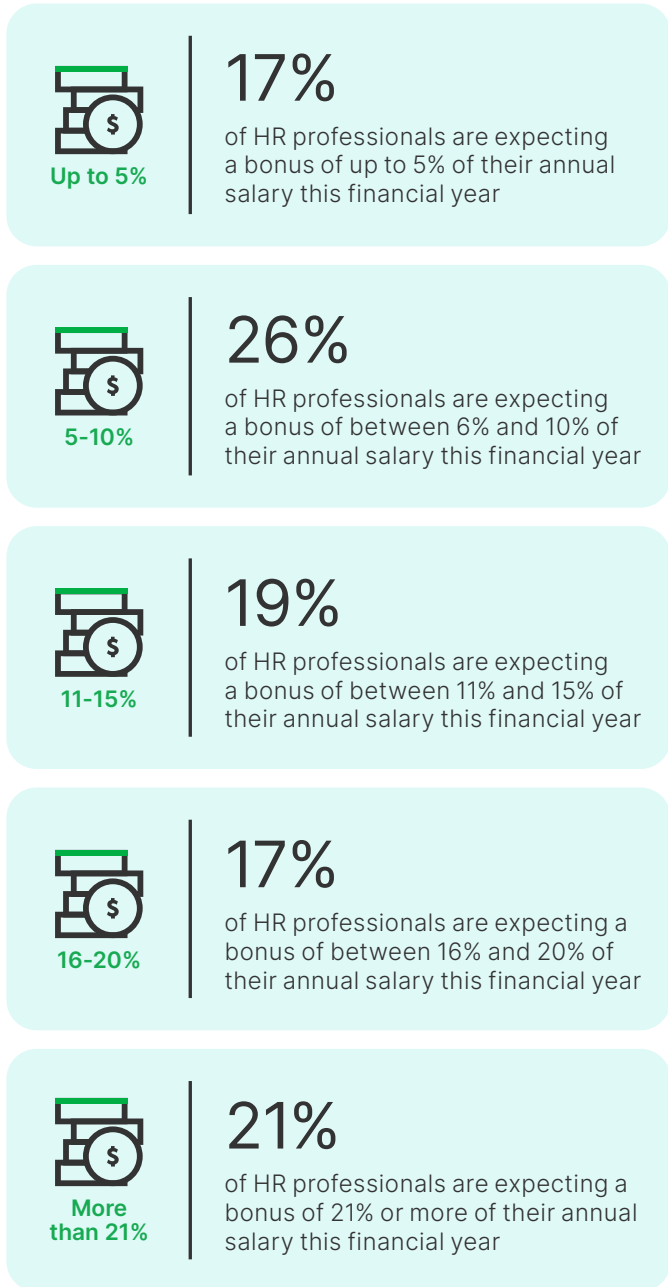 $
Up to 5%
17%
of HR professionals are expecting
a bonus of up to 5% of their annual
salary this financial year
$
5-10%
26%
of HR professionals are expecting
a bonus of between 6% and 10% of
their annual salary this financial year
$
11-15%
19%
of HR professionals are expecting
a bonus of between 11% and 15% of
their annual salary this financial year
$
16-20%
17%
of HR professionals are expecting a
bonus of between 16% and 20% of
their annual salary this financial year
$
More
than 21%
21%
of HR professionals are expecting a
bonus of 21% or more of their annual
salary this financial year